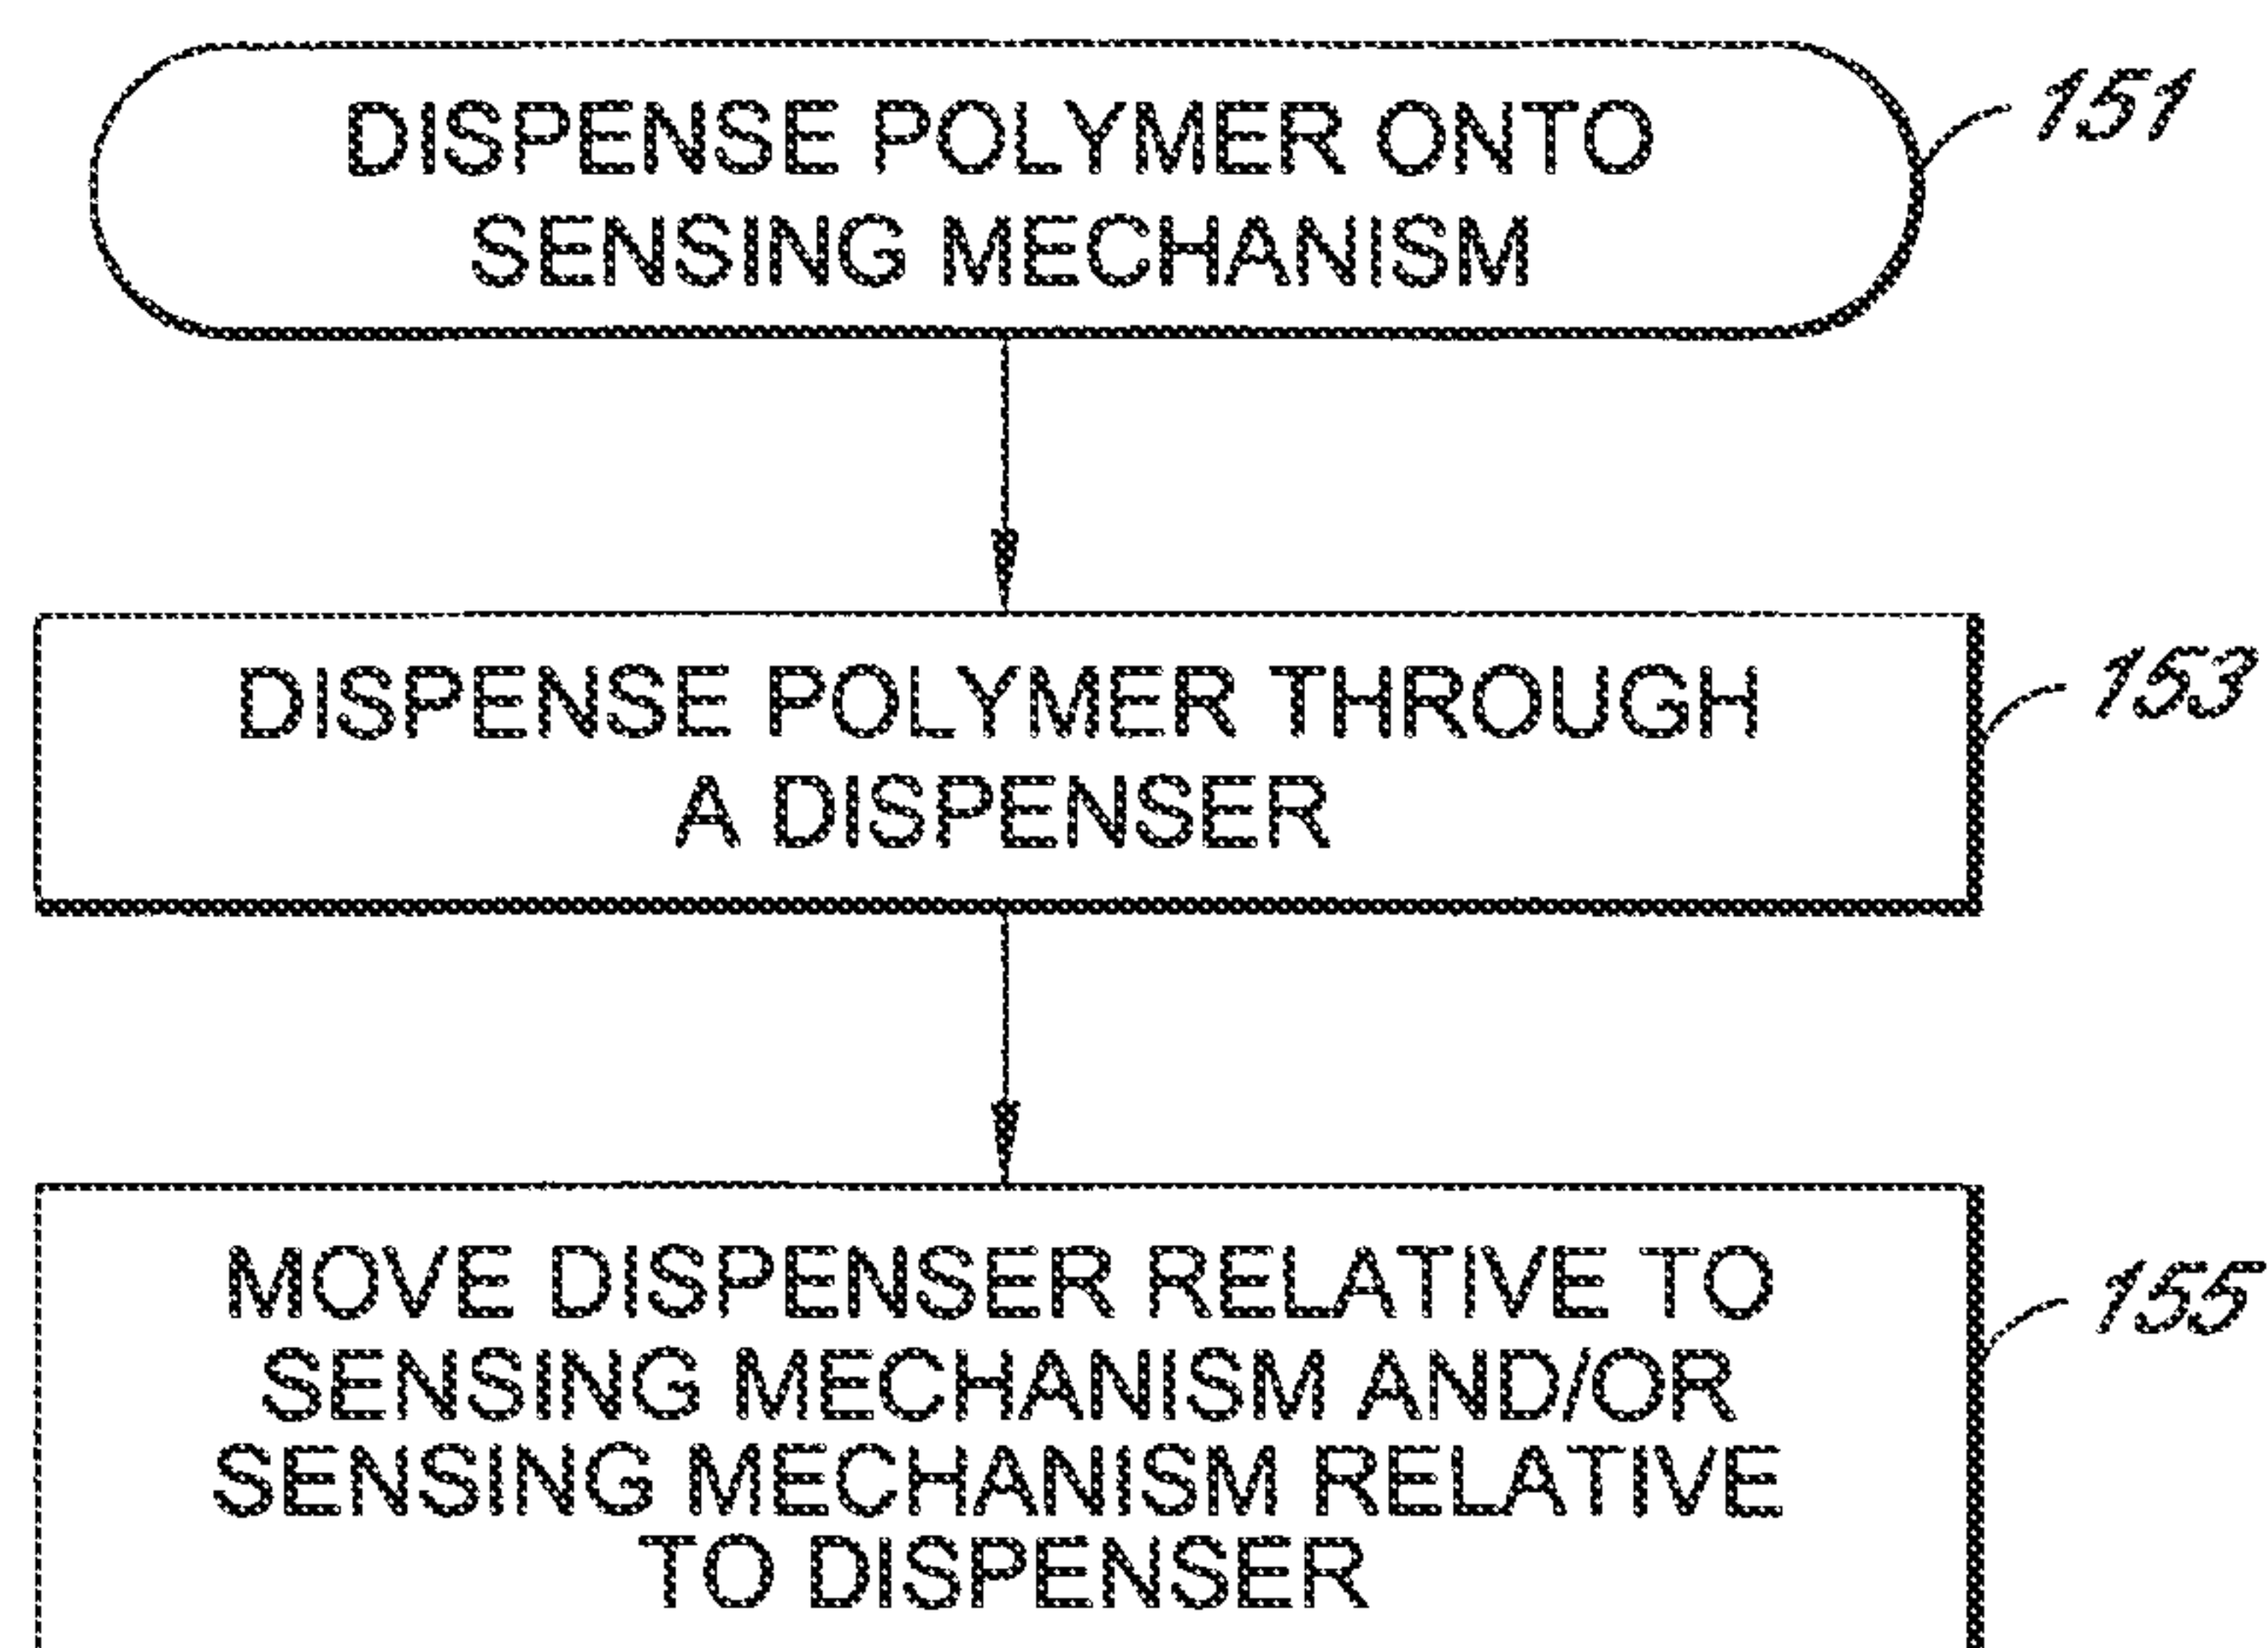 DISPENSE POLYMER ONTO
SENSING MECHANISM
151
DISPENSE POLYMER THROUGH
A DISPENSER
153
MOVE DISPENSER RELATIVE TO
SENSING MECHANISM AND/OR
SENSING MECHANISM RELATIVE
TO DISPENSER
155